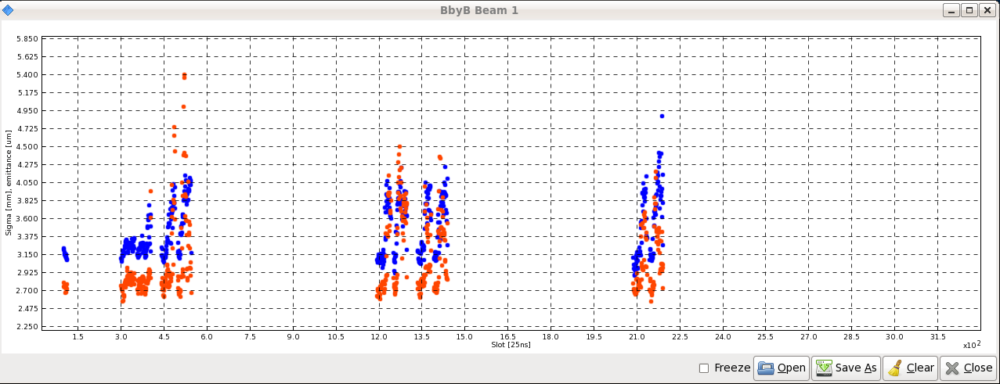 BbyB Beam 1
5.850
5.625
5.400
5.175
4.950
4.725
4.500
4.275
4.050
3.825
3.600
3.375
3.150
2.925
2.700
2.475
2.250
Sigma [mm], emittance [um]
1.5 3.0 4.5 6.0 7.5 9.0 10.5 12.0 13.5 15.0 16.5 18.0 19.5 21.0 22.5 24.0 25.5 27.0 28.5 30.0 31.5
Slot [25ns]
x10²
Freeze Open Save As Clear Close